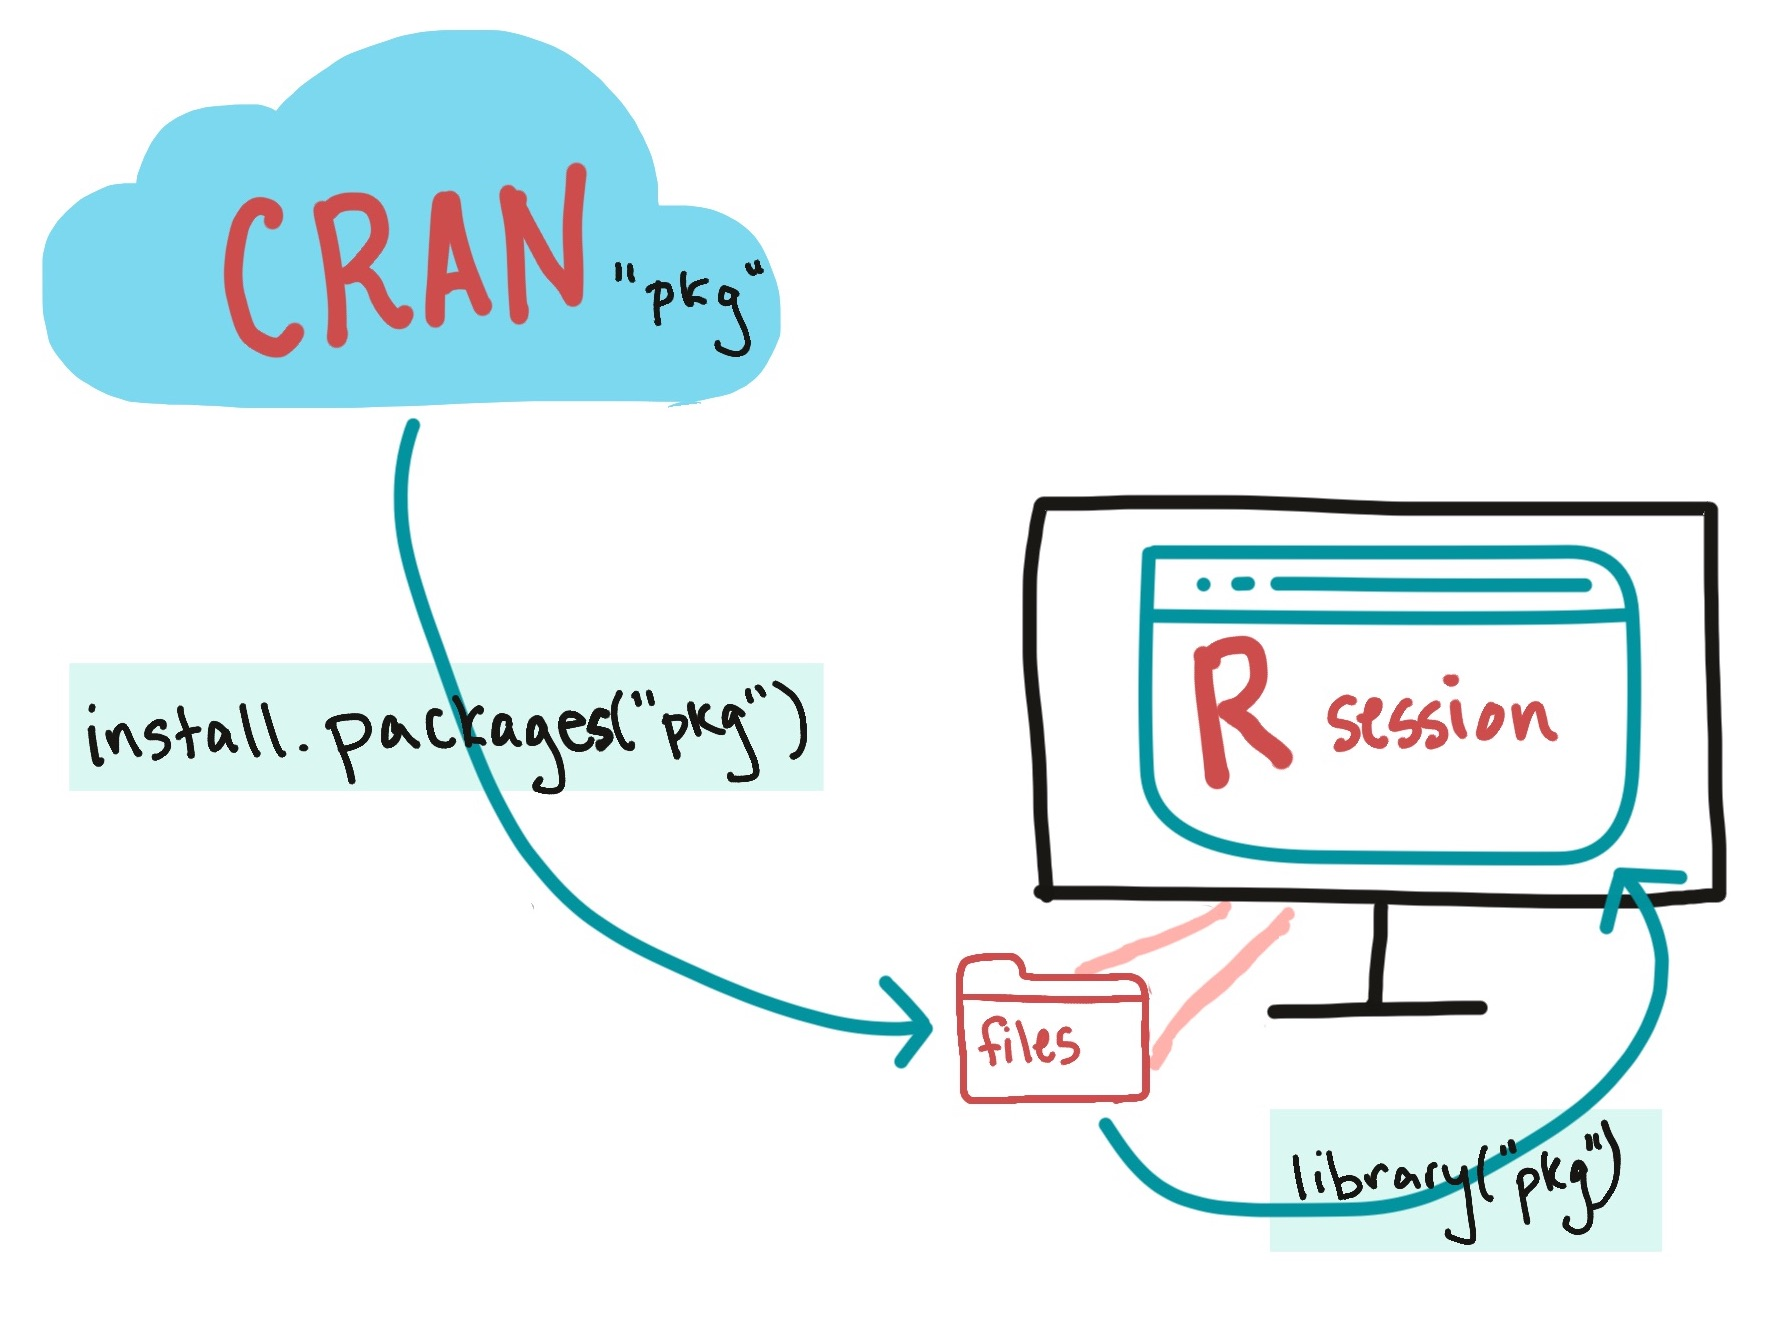 CRAN "pkg"
install.packages("pkg")
R session
files
library("pkg")